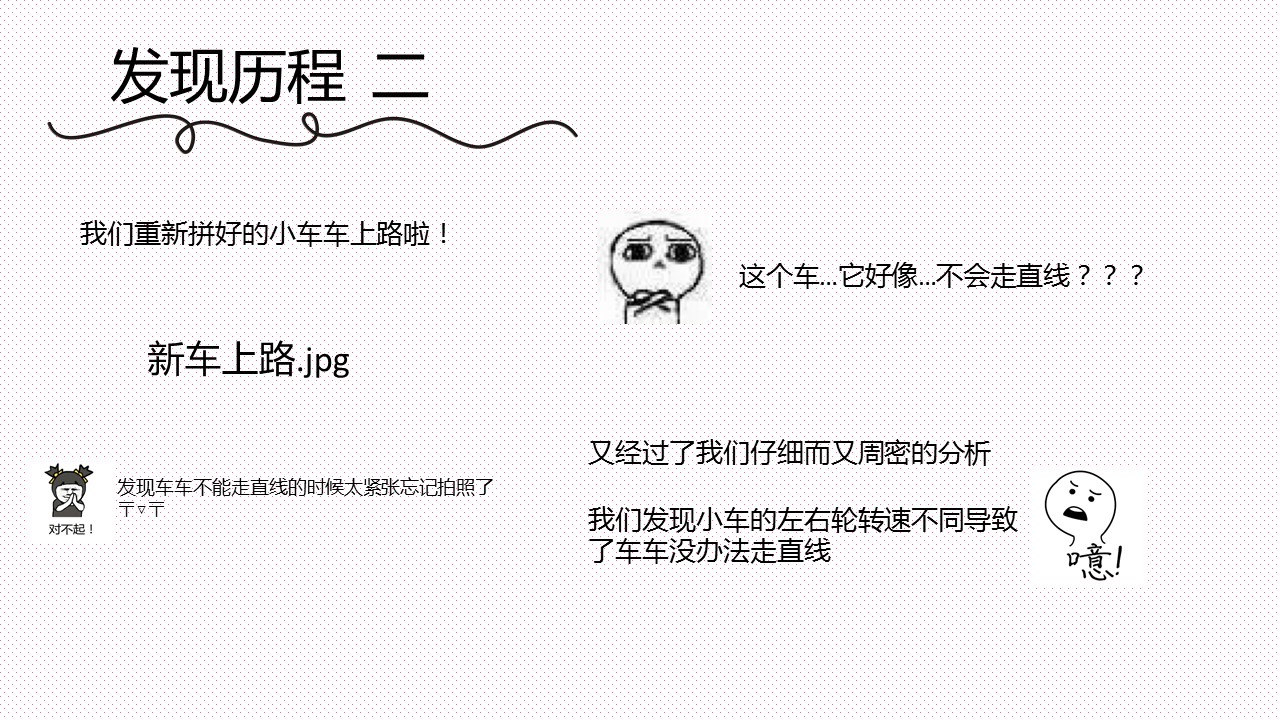 发现历程 二
我们重新拼好的小车车上路啦！
新车上路.jpg
发现车车不能走直线的时候太紧张忘记拍照了
〒▽〒
对不起！
这个车...它好像...不会走直线？？？
又经过了我们仔细而又周密的分析
我们发现小车的左右轮转速不同导致
了车车没办法走直线
噫！